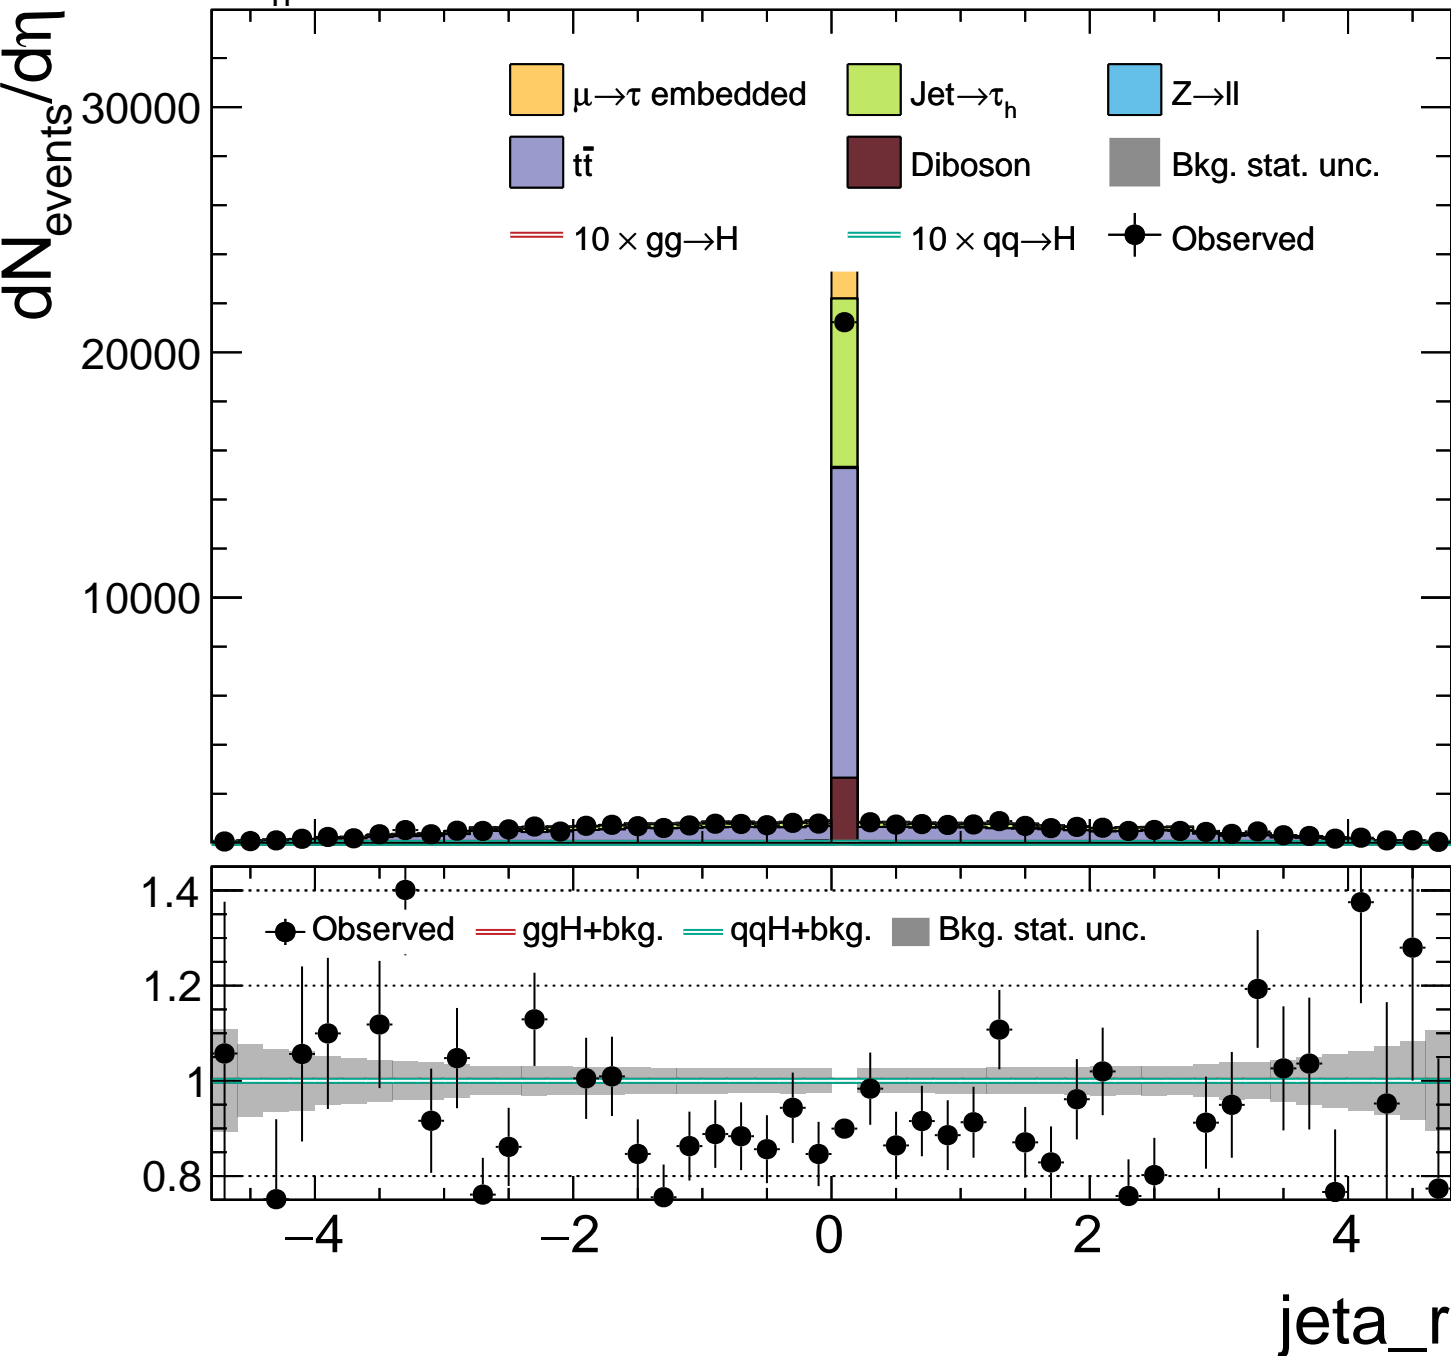 dN_events/dη
30000
20000
10000
μ→τ embedded
Jet→τ_h
Z→ll
tt̄
Diboson
Bkg. stat. unc.
10 × gg→H
10 × qq→H
Observed
1.4
1.2
1
0.8
Observed
ggH+bkg.
qqH+bkg.
Bkg. stat. unc.
−4
−2
0
2
4
jeta_r